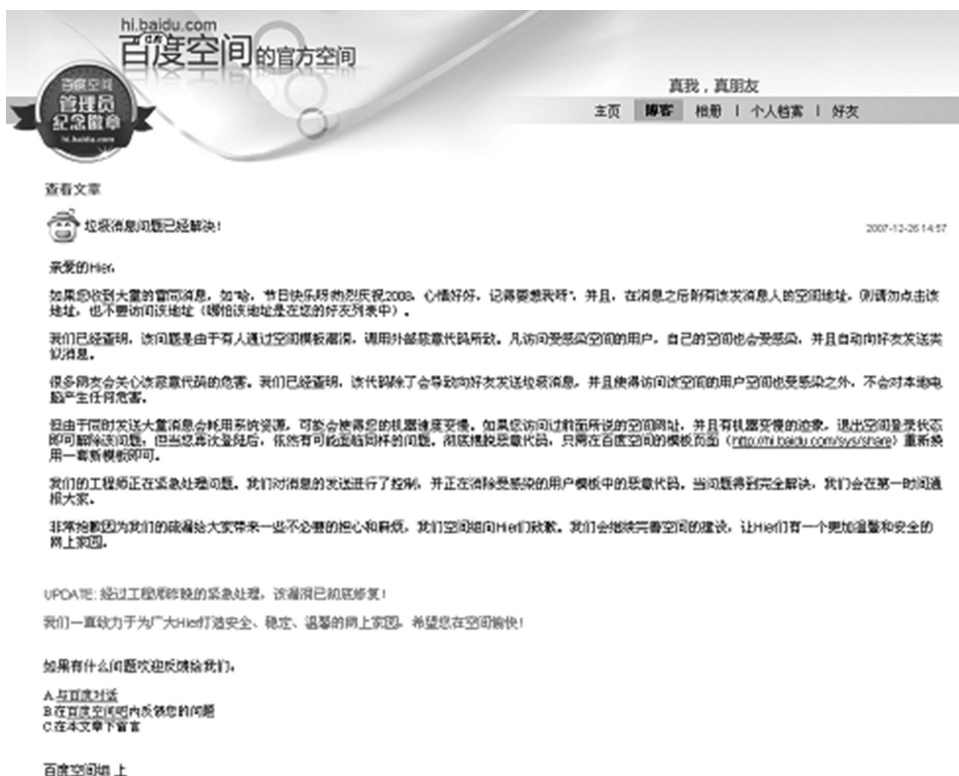 hi.baidu.com
百度空间的官方空间
百度空间
管理员
纪念徽章
hi.baidu.com
真我，真朋友
主页 博客 相册 | 个人档案 | 好友
查看文章
垃圾消息问题已经解决！
2007-12-26 14:57
亲爱的Hier，
如果您收到大量的雷同消息，如"哈，节日快乐呀热烈庆祝2008，心情好好，记得要想我呀"，并且，在消息之后附有该发消息人的空间地址，则请勿点击该
地址，也不要访问该地址（哪怕该地址是在您的好友列表中）。
我们已经查明，该问题是由于有人通过空间模板漏洞，调用外部恶意代码所致。凡访问受感染空间的用户，自己的空间也会受感染，并且自动向好友发送类
似消息。
很多网友会关心该恶意代码的危害。我们已经查明，该代码除了会导致向好友发送垃圾消息，并且使得访问该空间的用户空间也受感染之外，不会对本地电
脑产生任何危害。
但由于同时发送大量消息会耗用系统资源，可能会使得您的机器速度变慢。如果您访问过前面所说的空间网址，并且有机器变慢的迹象，退出空间登录状态
即可解除该问题，但当您再次登陆后，依然有可能面临同样的问题。彻底摆脱恶意代码，只需在百度空间的模板页面（http://hi.baidu.com/sys/share）重新换
用一套新模板即可。
我们的工程师正在紧急处理问题。我们对消息的发送进行了控制，并正在清除受感染的用户模板中的恶意代码。当问题得到完全解决，我们会在第一时间通
报大家。
非常抱歉因为我们的疏漏给大家带来一些不必要的担心和麻烦，我们空间组向Hier们致歉。我们会继续完善空间的建设，让Hier们有一个更加温馨和安全的
网上家园。
UPDATE: 经过工程师昨晚的紧急处理，该漏洞已彻底修复！
我们一直致力于为广大Hier打造安全、稳定、温馨的网上家园。希望您在空间愉快！
如果有什么问题欢迎反馈给我们。
A.与百度对话
B.在百度空间吧内反馈您的问题
C.在本文章下留言
百度空间组 上